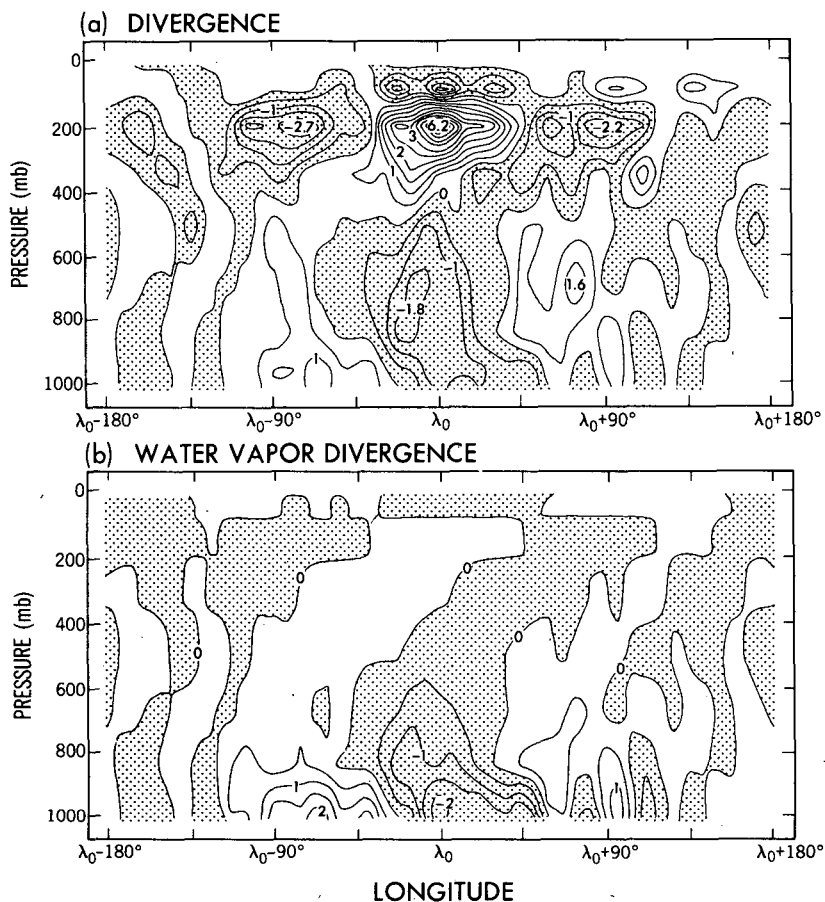 (a) DIVERGENCE
0
200
400
600
800
1000
PRESSURE (mb)
-1
-2.7
3
2
1
6.2
0
-1
-2.2
-1
-1.8
1.6
1
λ₀-180°
λ₀-90°
λ₀
λ₀+90°
λ₀+180°
(b) WATER VAPOR DIVERGENCE
0
200
400
600
800
1000
PRESSURE (mb)
0
0
0
0
0
-1
-2
1
2
1
λ₀-180°
λ₀-90°
λ₀
λ₀+90°
λ₀+180°
LONGITUDE